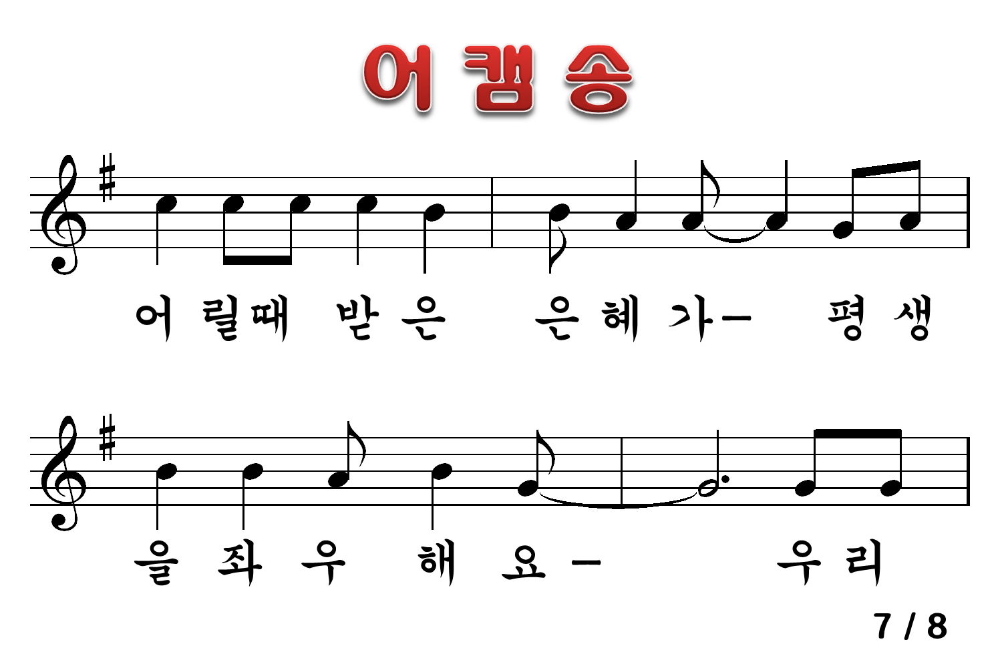 어 캠 송
어 릴때 받 은 은 혜 가- 평 생
을 좌 우 해 요 - 우 리
7 / 8